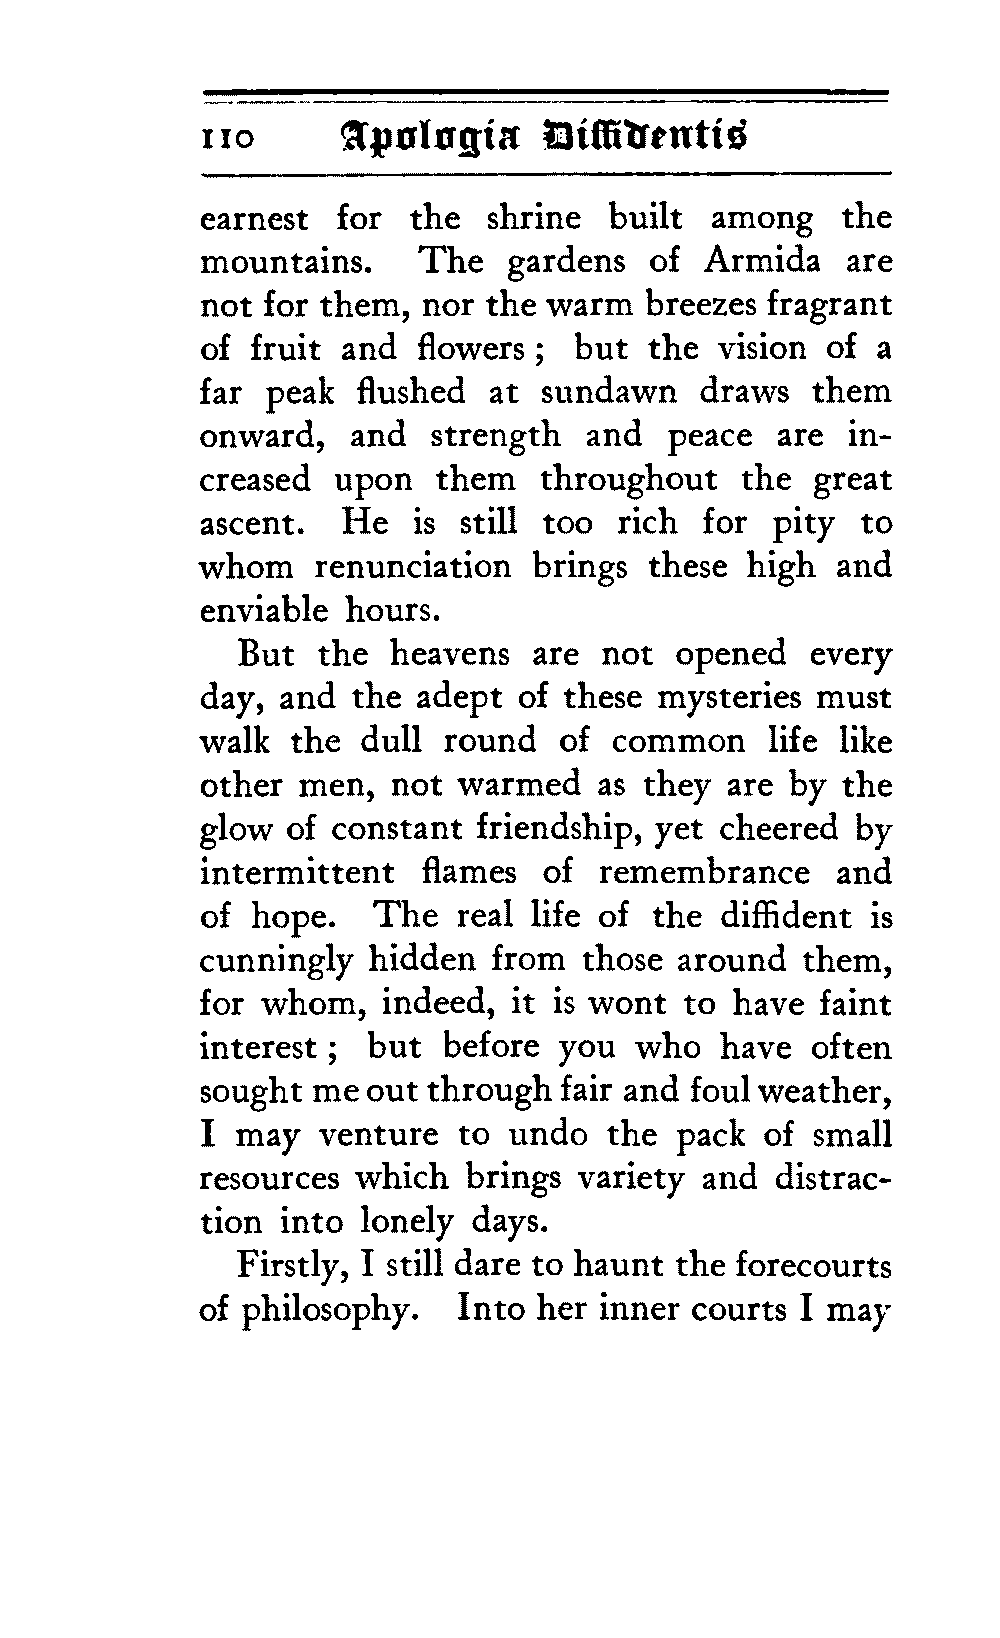 110 Apologia Diffidentis
earnest for the shrine built among the
mountains. The gardens of Armida are
not for them, nor the warm breezes fragrant
of fruit and flowers ; but the vision of a
far peak flushed at sundawn draws them
onward, and strength and peace are in-
creased upon them throughout the great
ascent. He is still too rich for pity to
whom renunciation brings these high and
enviable hours.
But the heavens are not opened every
day, and the adept of these mysteries must
walk the dull round of common life like
other men, not warmed as they are by the
glow of constant friendship, yet cheered by
intermittent flames of remembrance and
of hope. The real life of the diffident is
cunningly hidden from those around them,
for whom, indeed, it is wont to have faint
interest ; but before you who have often
sought me out through fair and foul weather,
I may venture to undo the pack of small
resources which brings variety and distrac-
tion into lonely days.
Firstly, I still dare to haunt the forecourts
of philosophy. Into her inner courts I may